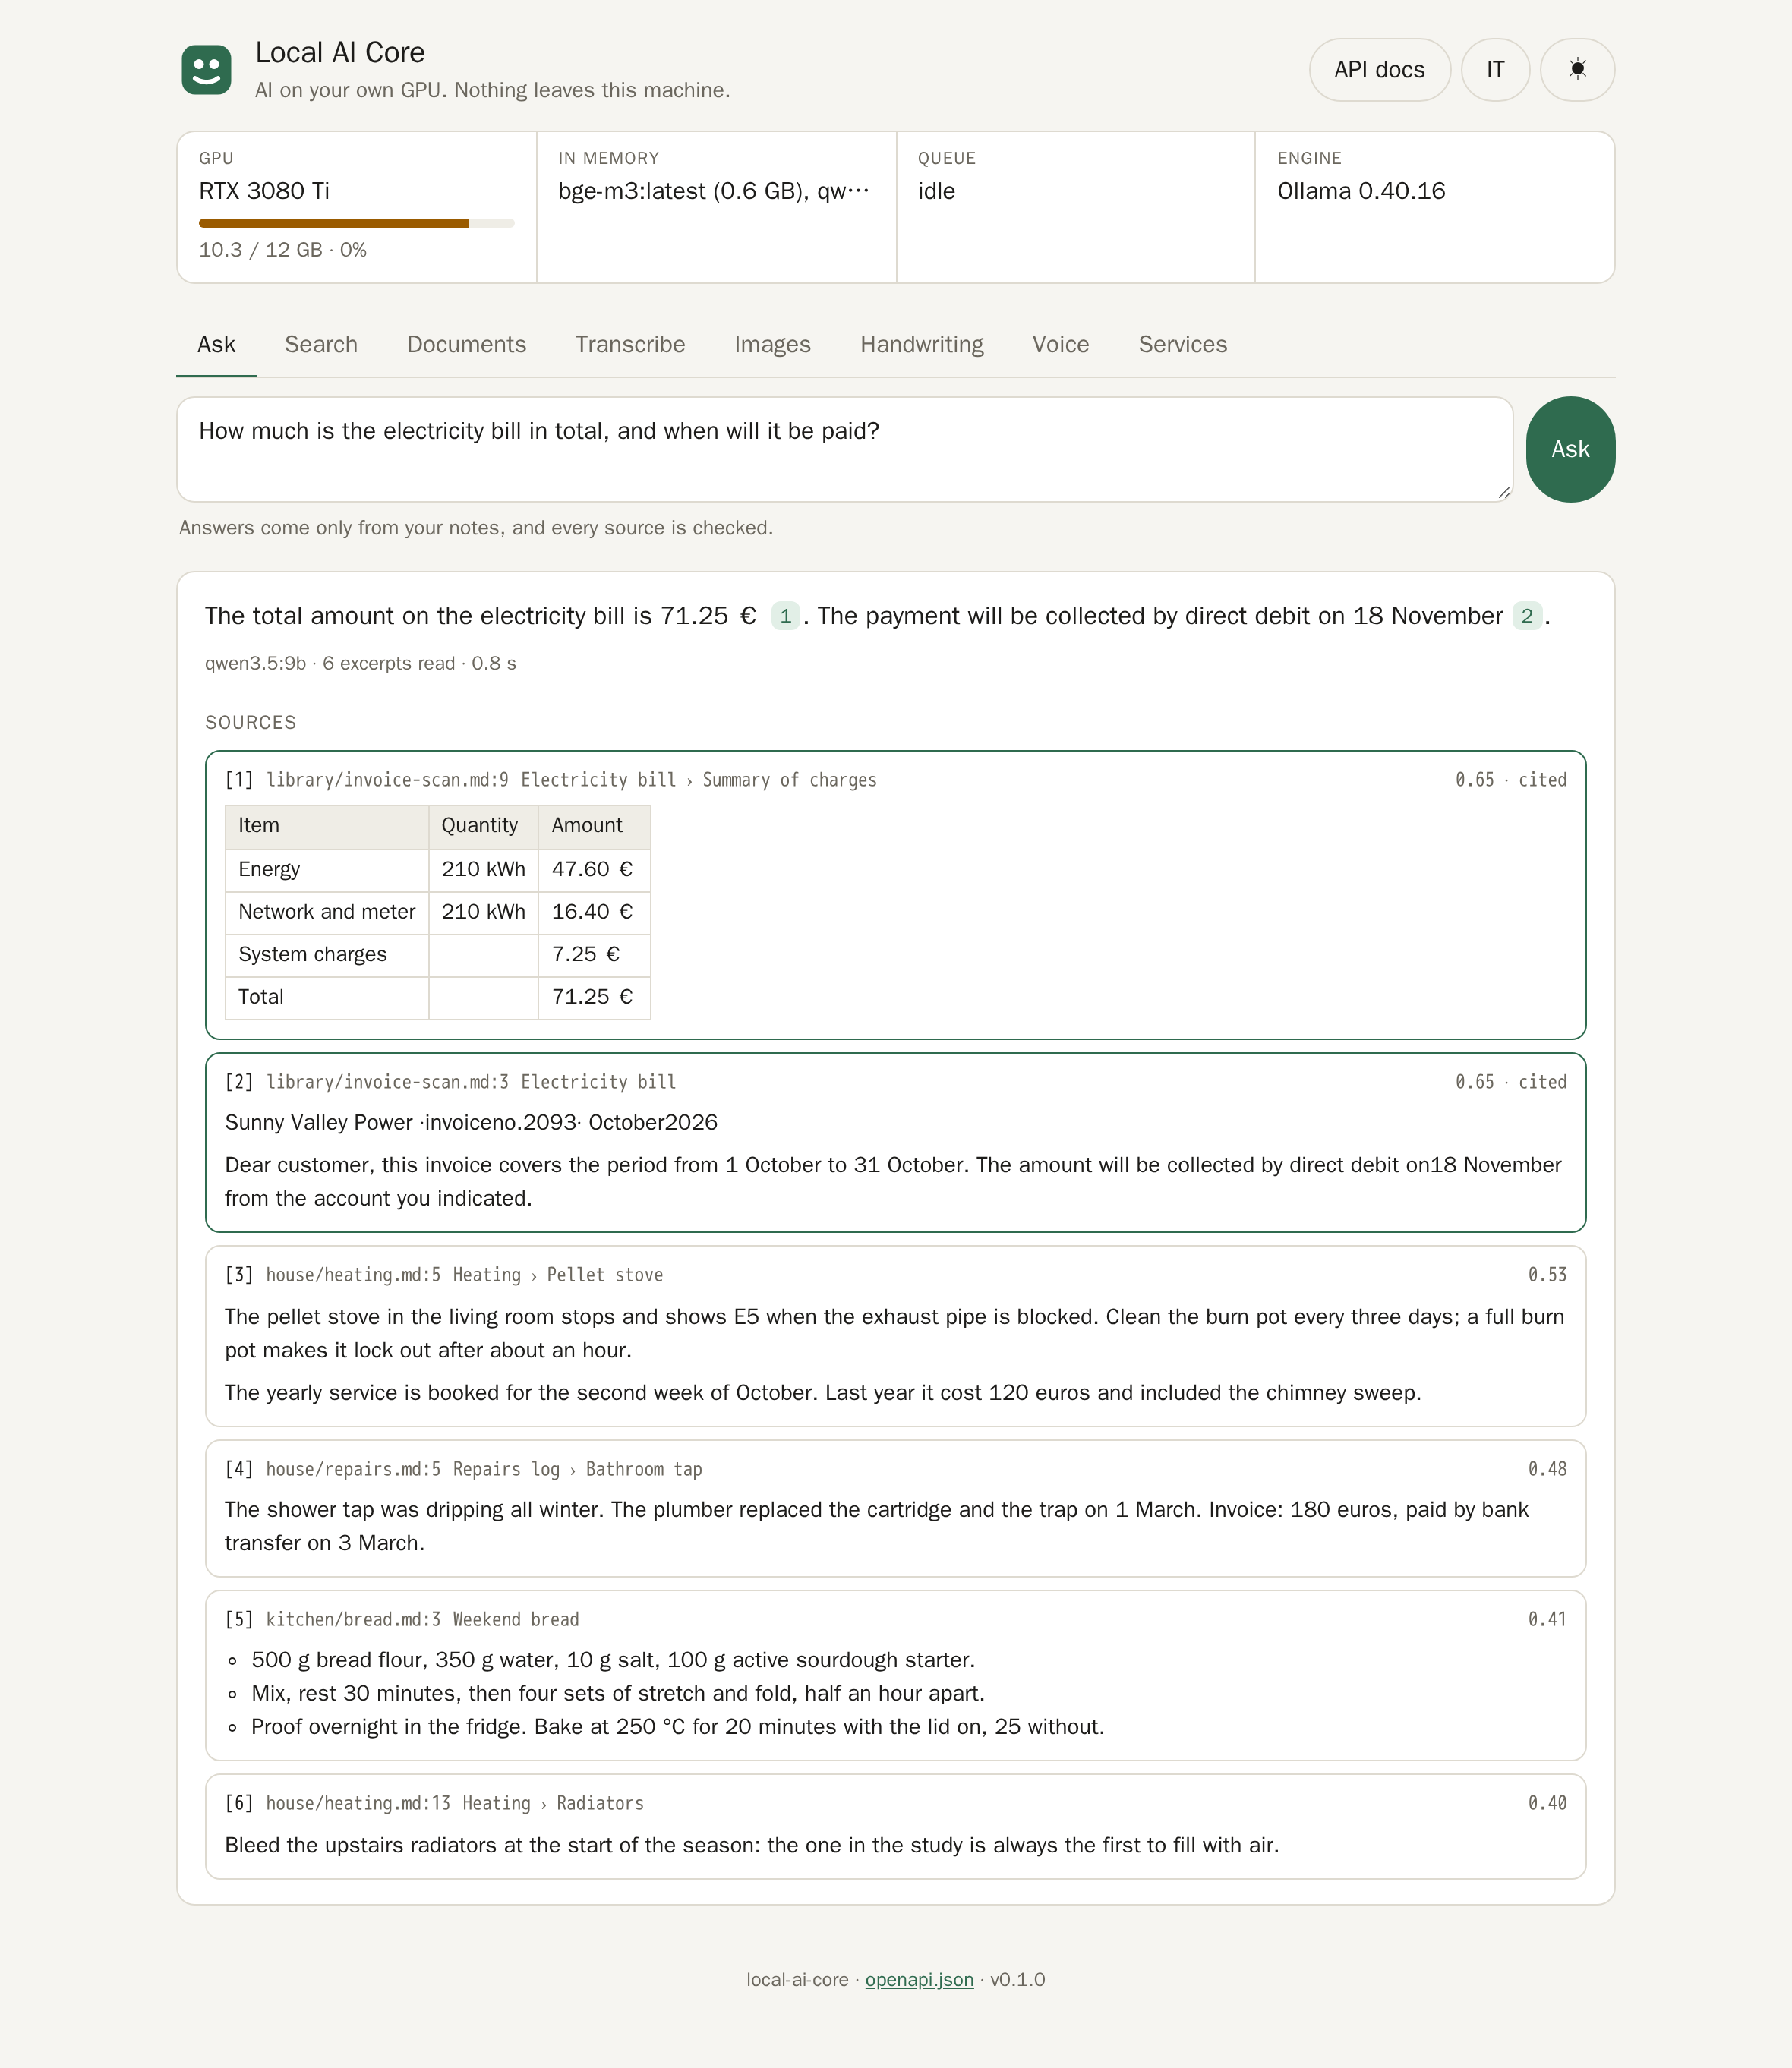 Local AI Core
AI on your own GPU. Nothing leaves this machine.
API docs
IT
GPU
RTX 3080 Ti
10.3 / 12 GB · 0%
IN MEMORY
bge-m3:latest (0.6 GB), qw···
QUEUE
idle
ENGINE
Ollama 0.40.16
Ask Search Documents Transcribe Images Handwriting Voice Services
How much is the electricity bill in total, and when will it be paid?
Ask
Answers come only from your notes, and every source is checked.
The total amount on the electricity bill is 71.25 € 1. The payment will be collected by direct debit on 18 November 2.
qwen3.5:9b · 6 excerpts read · 0.8 s
SOURCES
[1] library/invoice-scan.md:9 Electricity bill › Summary of charges 0.65 · cited
Item Quantity Amount
Energy 210 kWh 47.60 €
Network and meter 210 kWh 16.40 €
System charges 7.25 €
Total 71.25 €
[2] library/invoice-scan.md:3 Electricity bill 0.65 · cited
Sunny Valley Power ·invoiceno.2093· October2026
Dear customer, this invoice covers the period from 1 October to 31 October. The amount will be collected by direct debit on18 November
from the account you indicated.
[3] house/heating.md:5 Heating › Pellet stove 0.53
The pellet stove in the living room stops and shows E5 when the exhaust pipe is blocked. Clean the burn pot every three days; a full burn
pot makes it lock out after about an hour.
The yearly service is booked for the second week of October. Last year it cost 120 euros and included the chimney sweep.
[4] house/repairs.md:5 Repairs log › Bathroom tap 0.48
The shower tap was dripping all winter. The plumber replaced the cartridge and the trap on 1 March. Invoice: 180 euros, paid by bank
transfer on 3 March.
[5] kitchen/bread.md:3 Weekend bread 0.41
500 g bread flour, 350 g water, 10 g salt, 100 g active sourdough starter.
Mix, rest 30 minutes, then four sets of stretch and fold, half an hour apart.
Proof overnight in the fridge. Bake at 250 °C for 20 minutes with the lid on, 25 without.
[6] house/heating.md:13 Heating › Radiators 0.40
Bleed the upstairs radiators at the start of the season: the one in the study is always the first to fill with air.
local-ai-core · openapi.json · v0.1.0